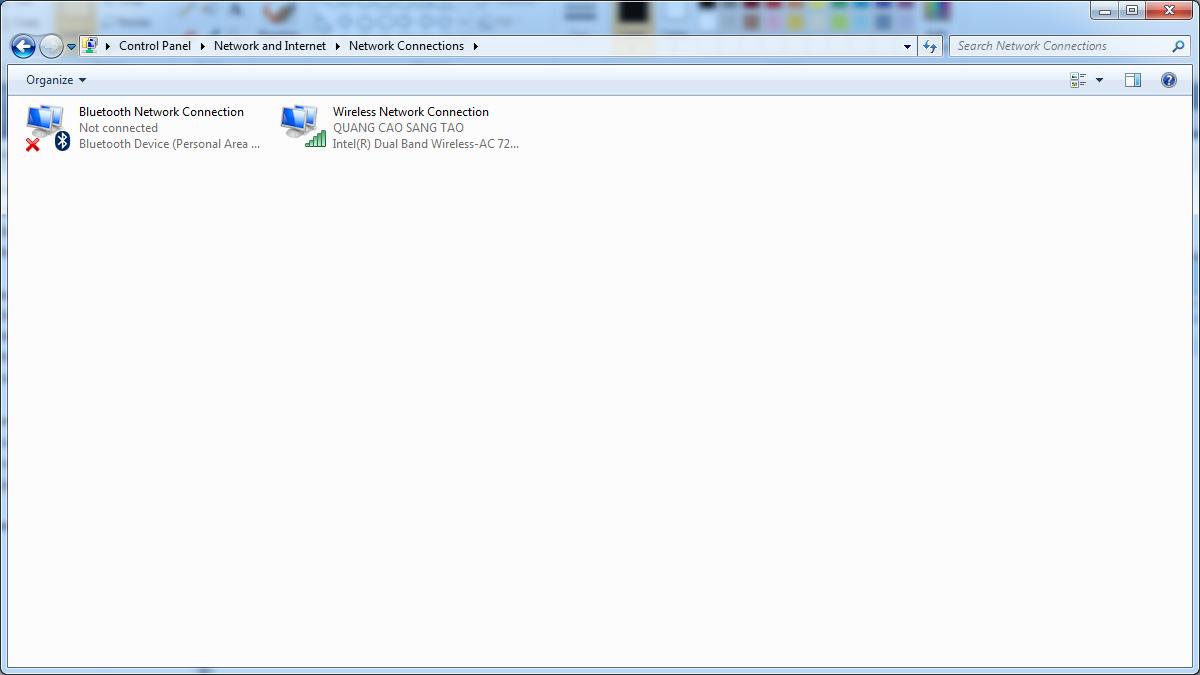 Control Panel Network and Internet Network Connections
Search Network Connections
Organize
Bluetooth Network Connection
Not connected
Bluetooth Device (Personal Area ...
Wireless Network Connection
QUANG CAO SANG TAO
Intel(R) Dual Band Wireless-AC 72...